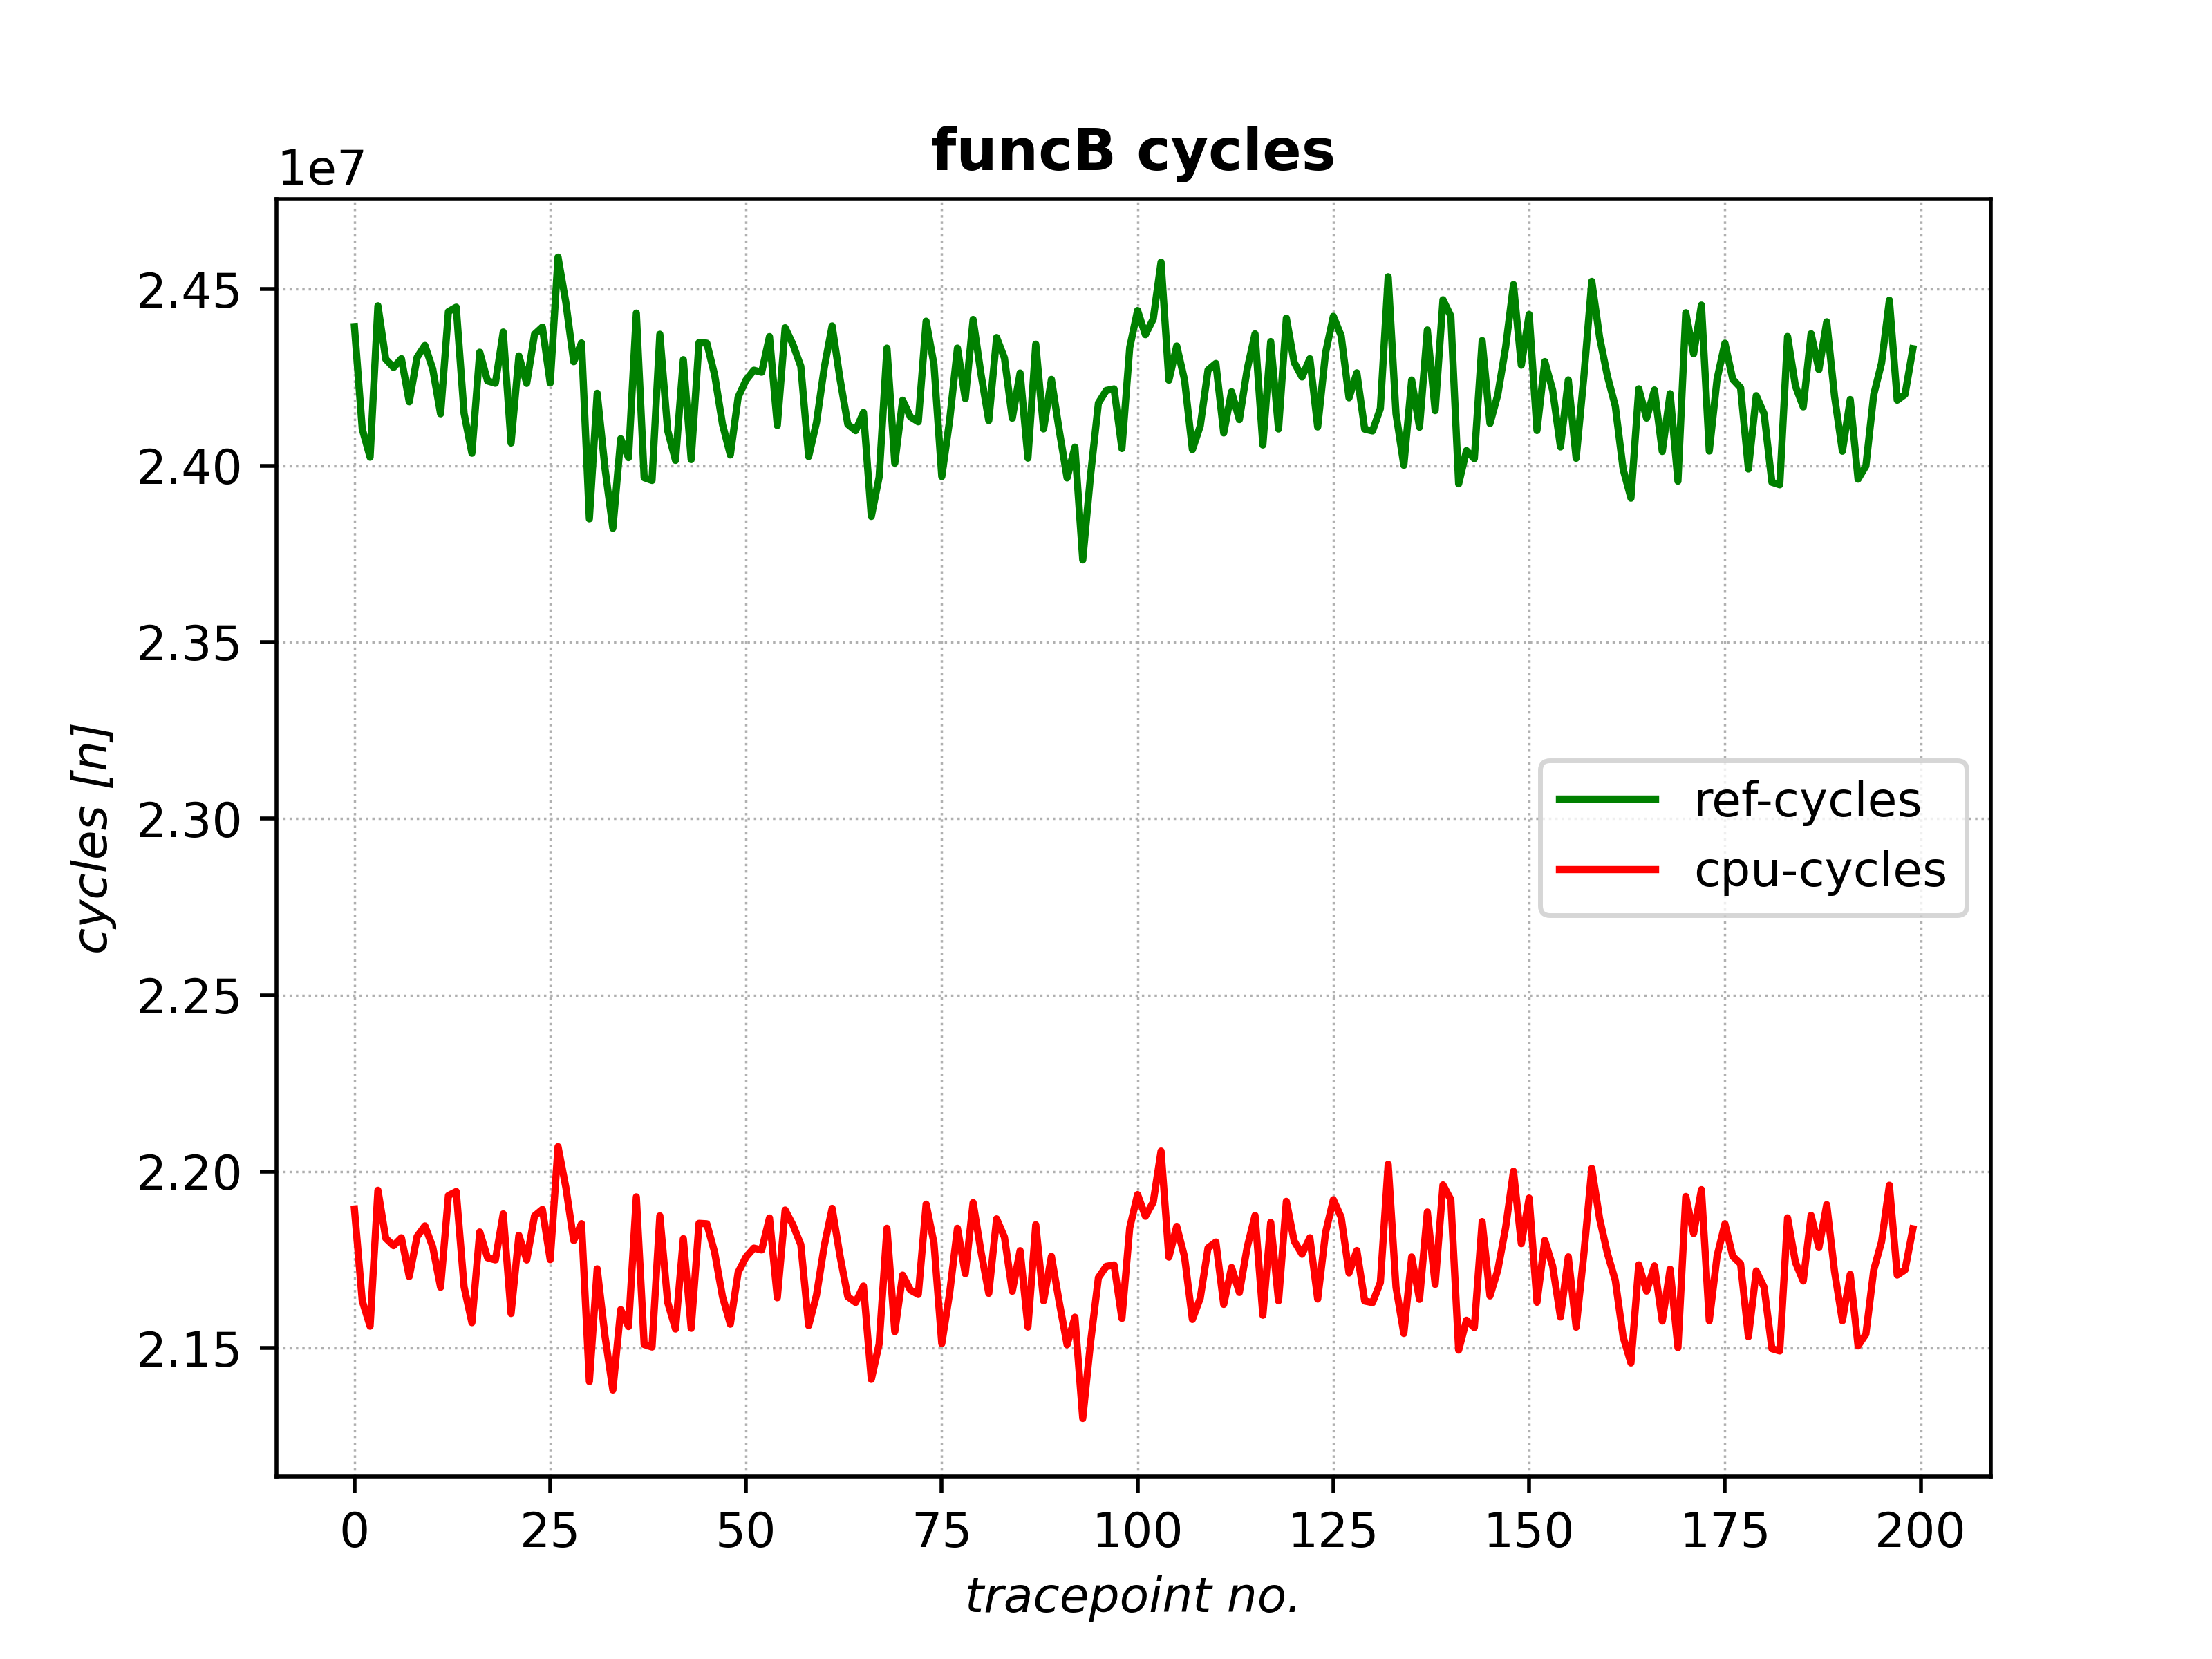 funcB cycles
1e7
2.45
2.40
2.35
2.30
2.25
2.20
2.15
cycles [n]
ref-cycles
cpu-cycles
0 25 50 75 100 125 150 175 200
tracepoint no.